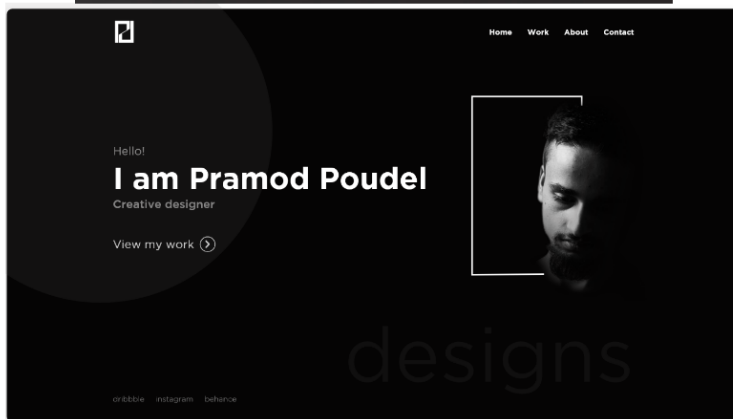 Home Work About Contact
Hello!
I am Pramod Poudel
Creative designer
View my work
designs
dribbble instagram behance